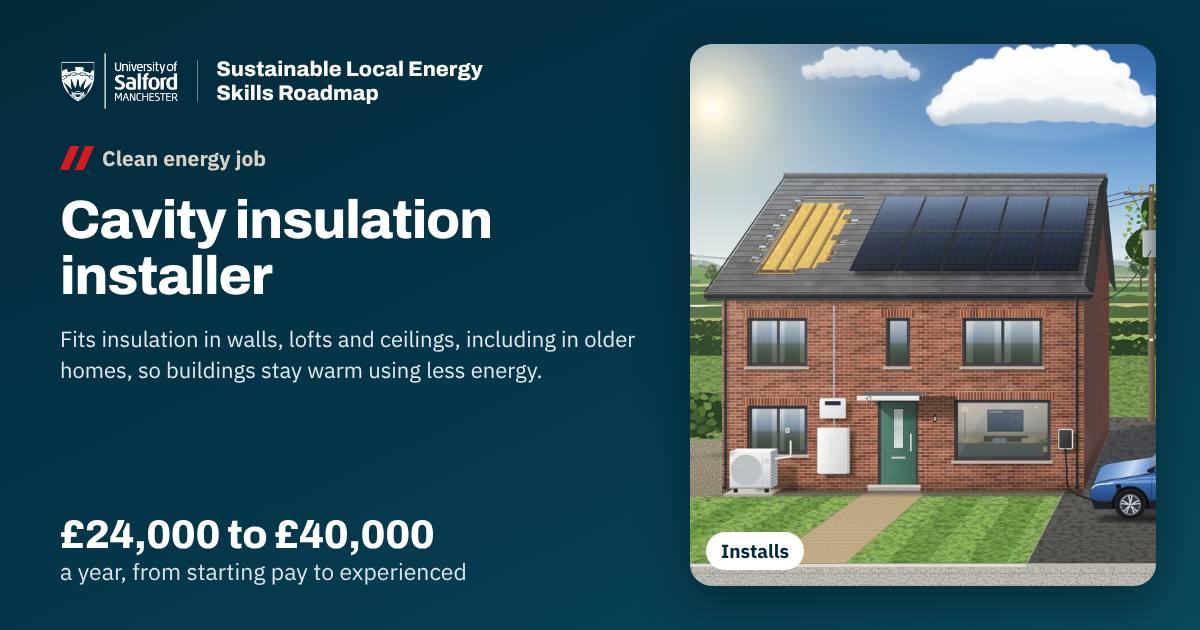 University of
Salford
MANCHESTER
Sustainable Local Energy
Skills Roadmap
Clean energy job
Cavity insulation
installer
Fits insulation in walls, lofts and ceilings, including in older
homes, so buildings stay warm using less energy.
£24,000 to £40,000
a year, from starting pay to experienced
Installs